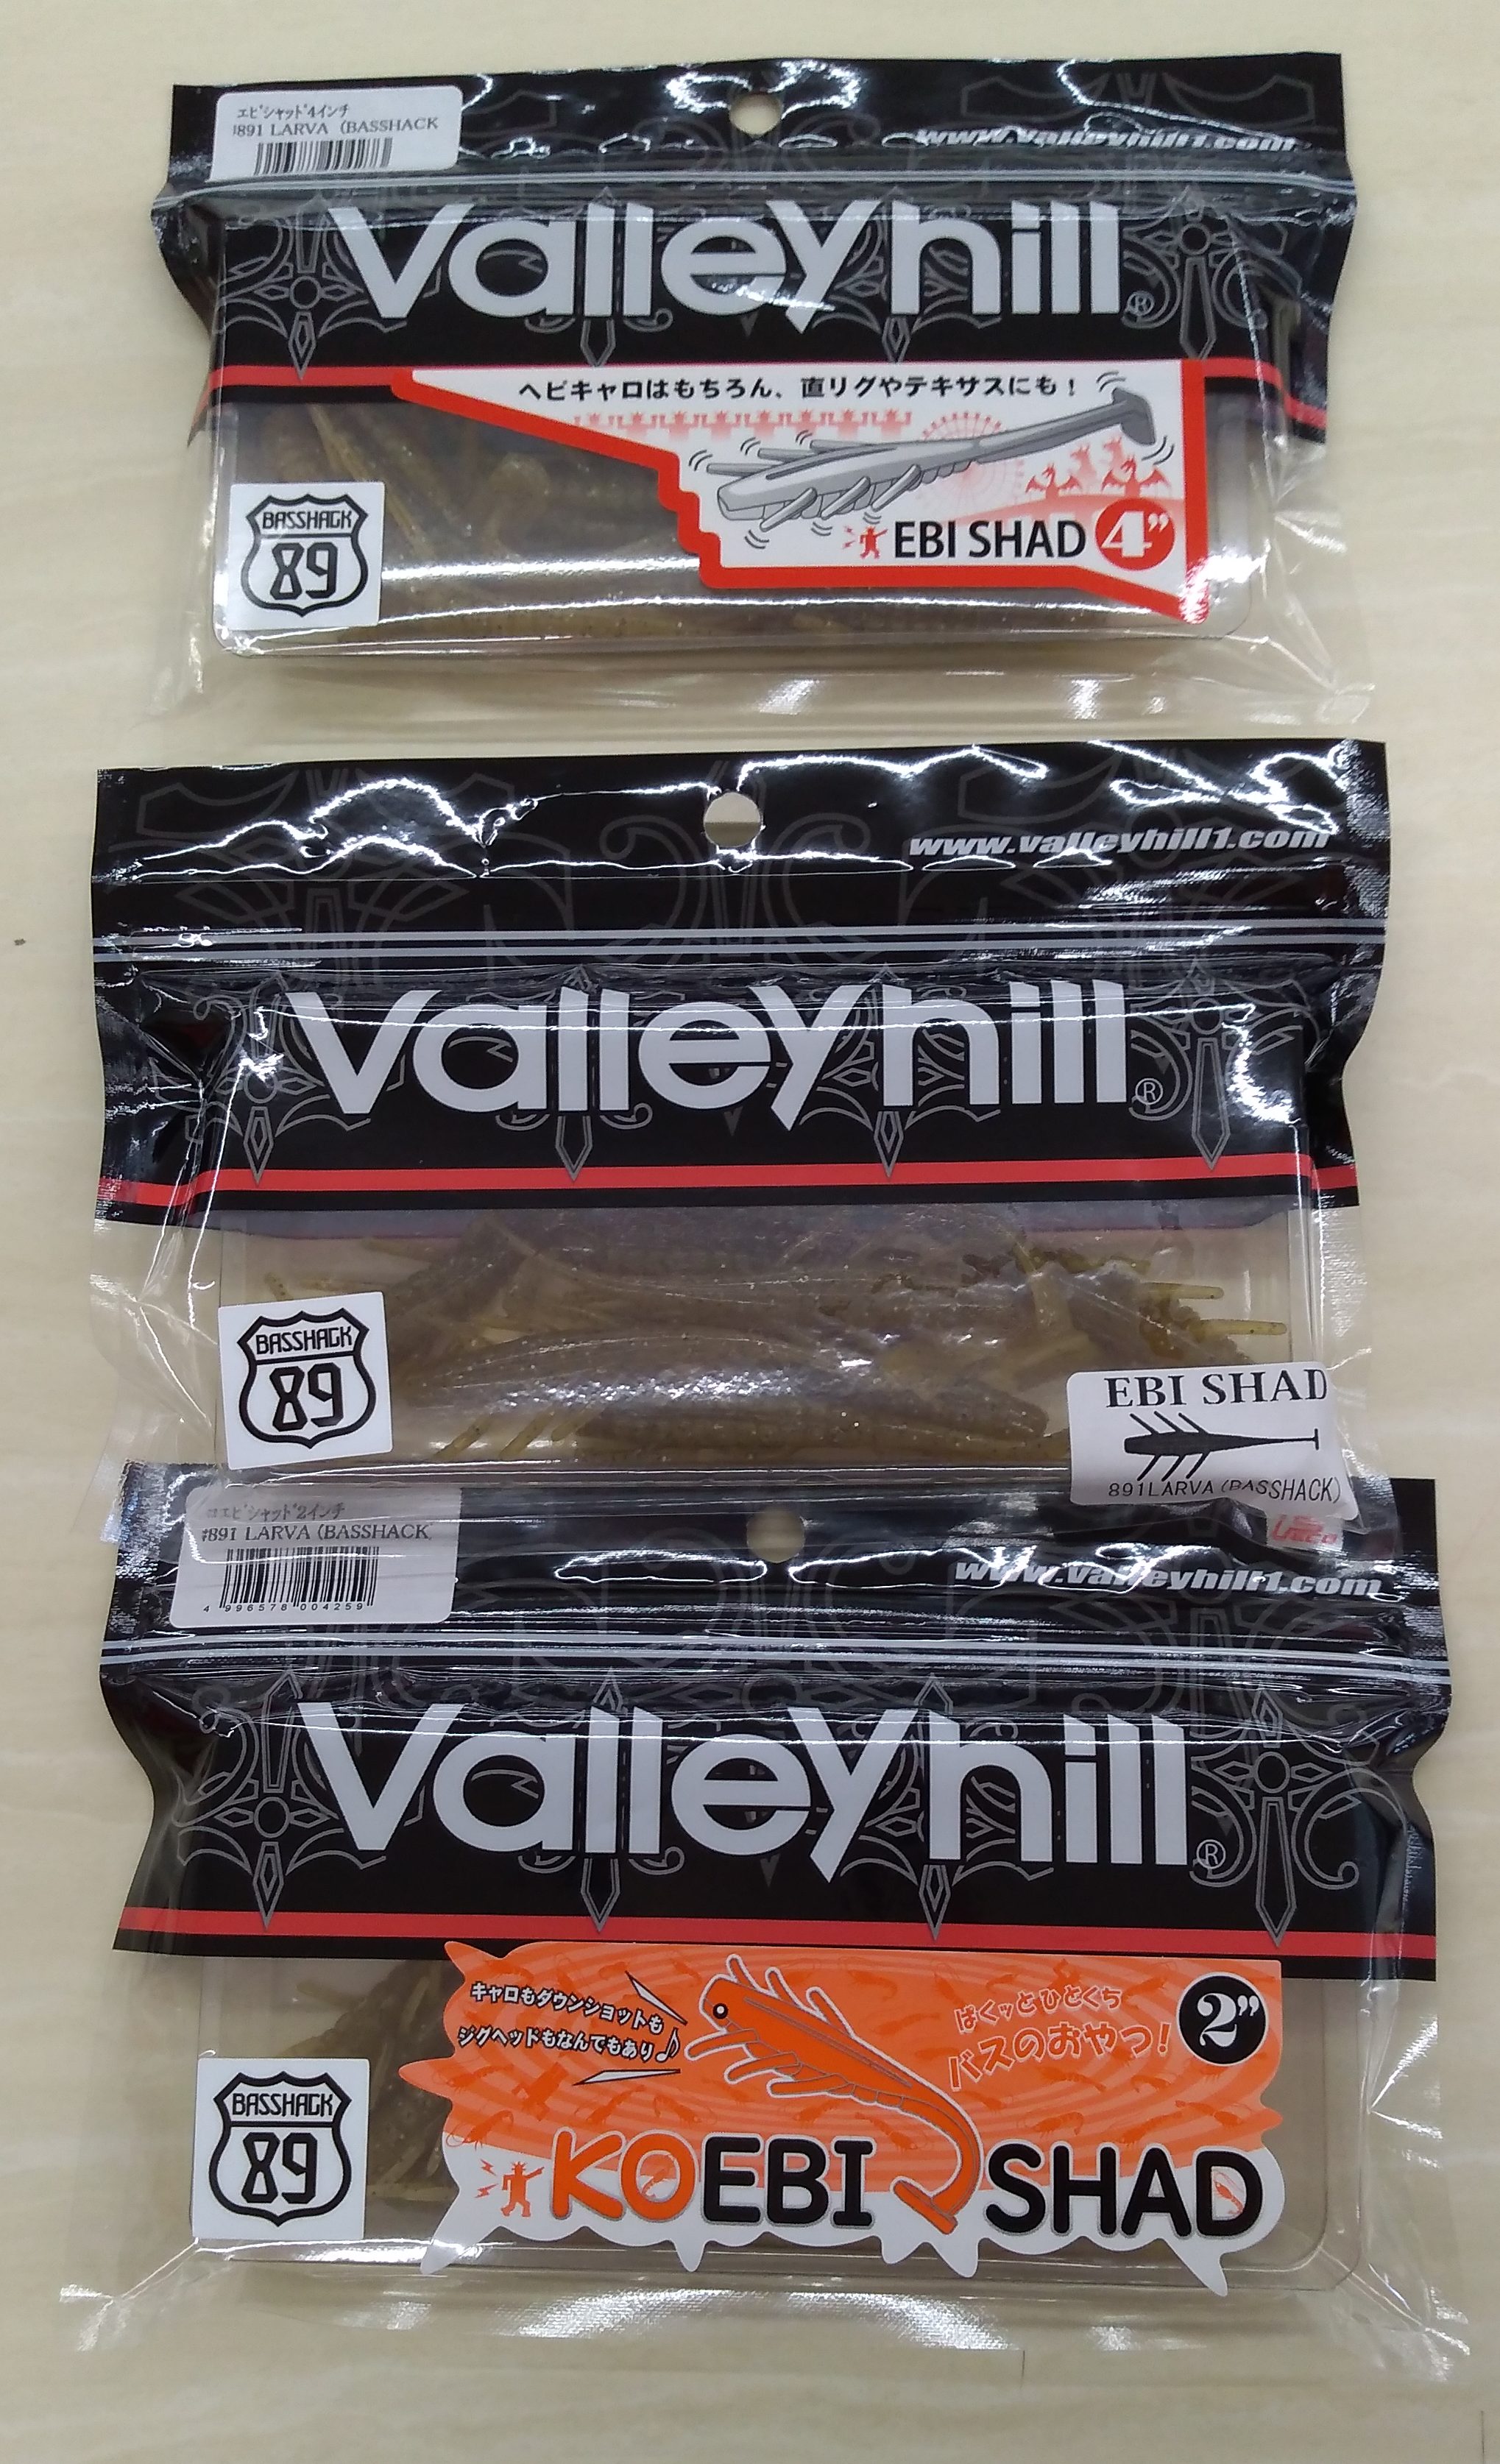 エビシャッド4インチ
#891 LARVA (BASSHACK
www.valleyhill1.com
Valleyhill®
ヘビキャロはもちろん、直リグやテキサスにも！
EBI SHAD 4"
BASSHACK
89
www.valleyhill1.com
Valleyhill®
BASSHACK
89
EBI SHAD
891LARVA (BASSHACK)
コエビシャッド2インチ
#891 LARVA (BASSHACK
4 996578 004259
www.valleyhill1.com
Valleyhill®
キャロもダウンショットも
ジグヘッドもなんでもあり♪
ぱくッとひとくち
バスのおやつ！
2"
KOEBI SHAD
BASSHACK
89